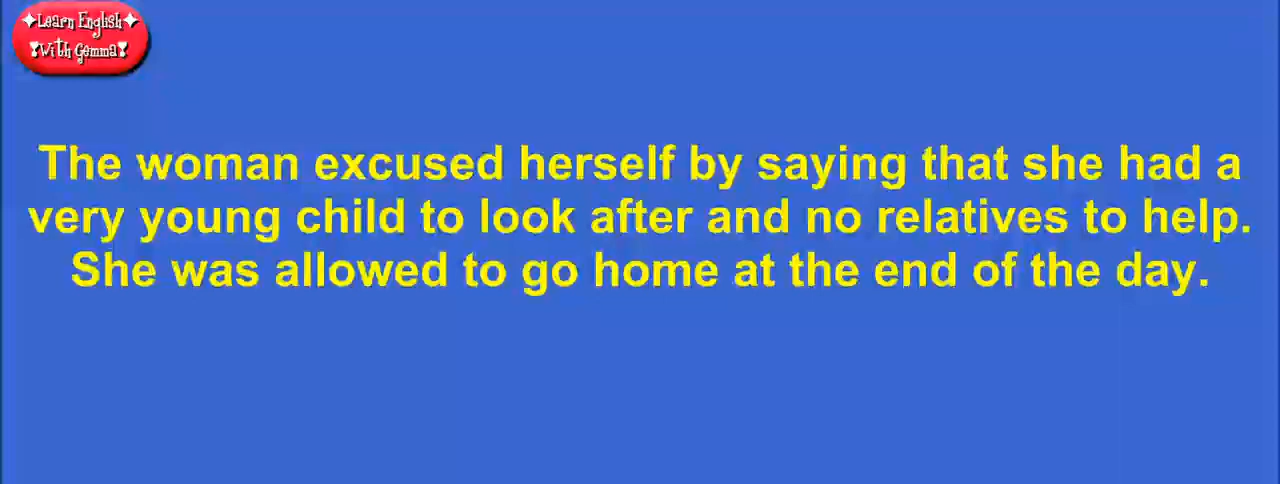 Learn English
With Gemma
The woman excused herself by saying that she had a
very young child to look after and no relatives to help.
She was allowed to go home at the end of the day.